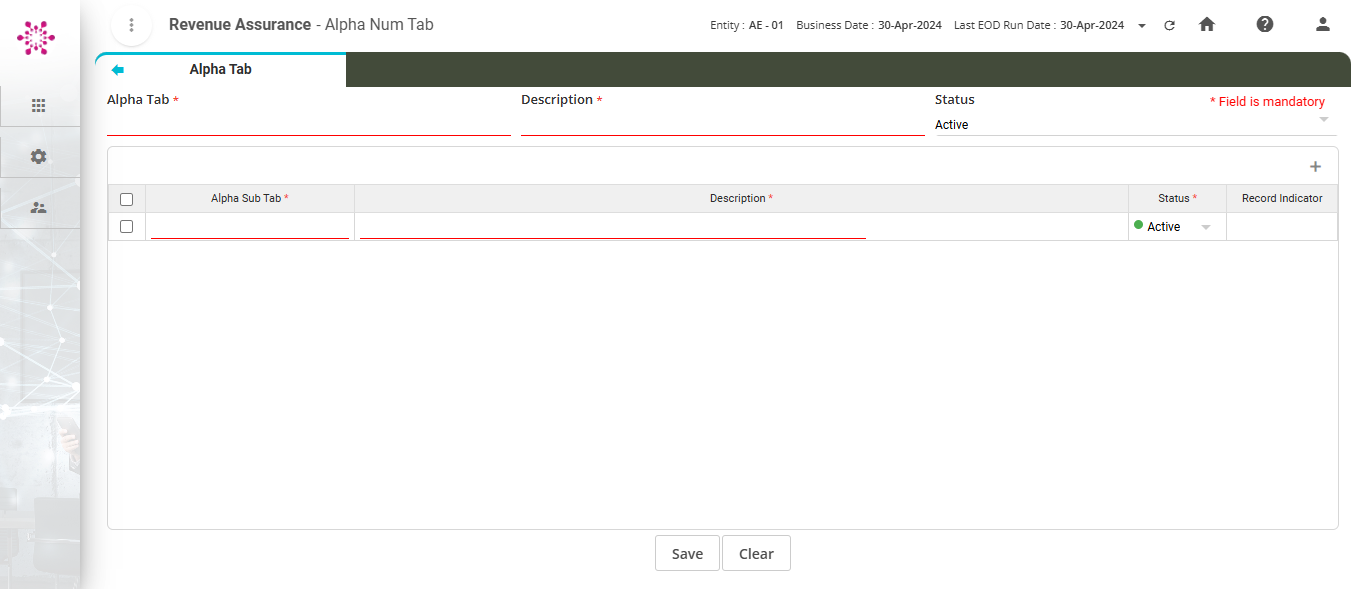 Revenue Assurance - Alpha Num Tab
Entity : AE - 01 Business Date : 30-Apr-2024 Last EOD Run Date : 30-Apr-2024
Alpha Tab
Alpha Tab * Description * Status * Field is mandatory
Active
Alpha Sub Tab * Description * Status * Record Indicator
Active
Save Clear